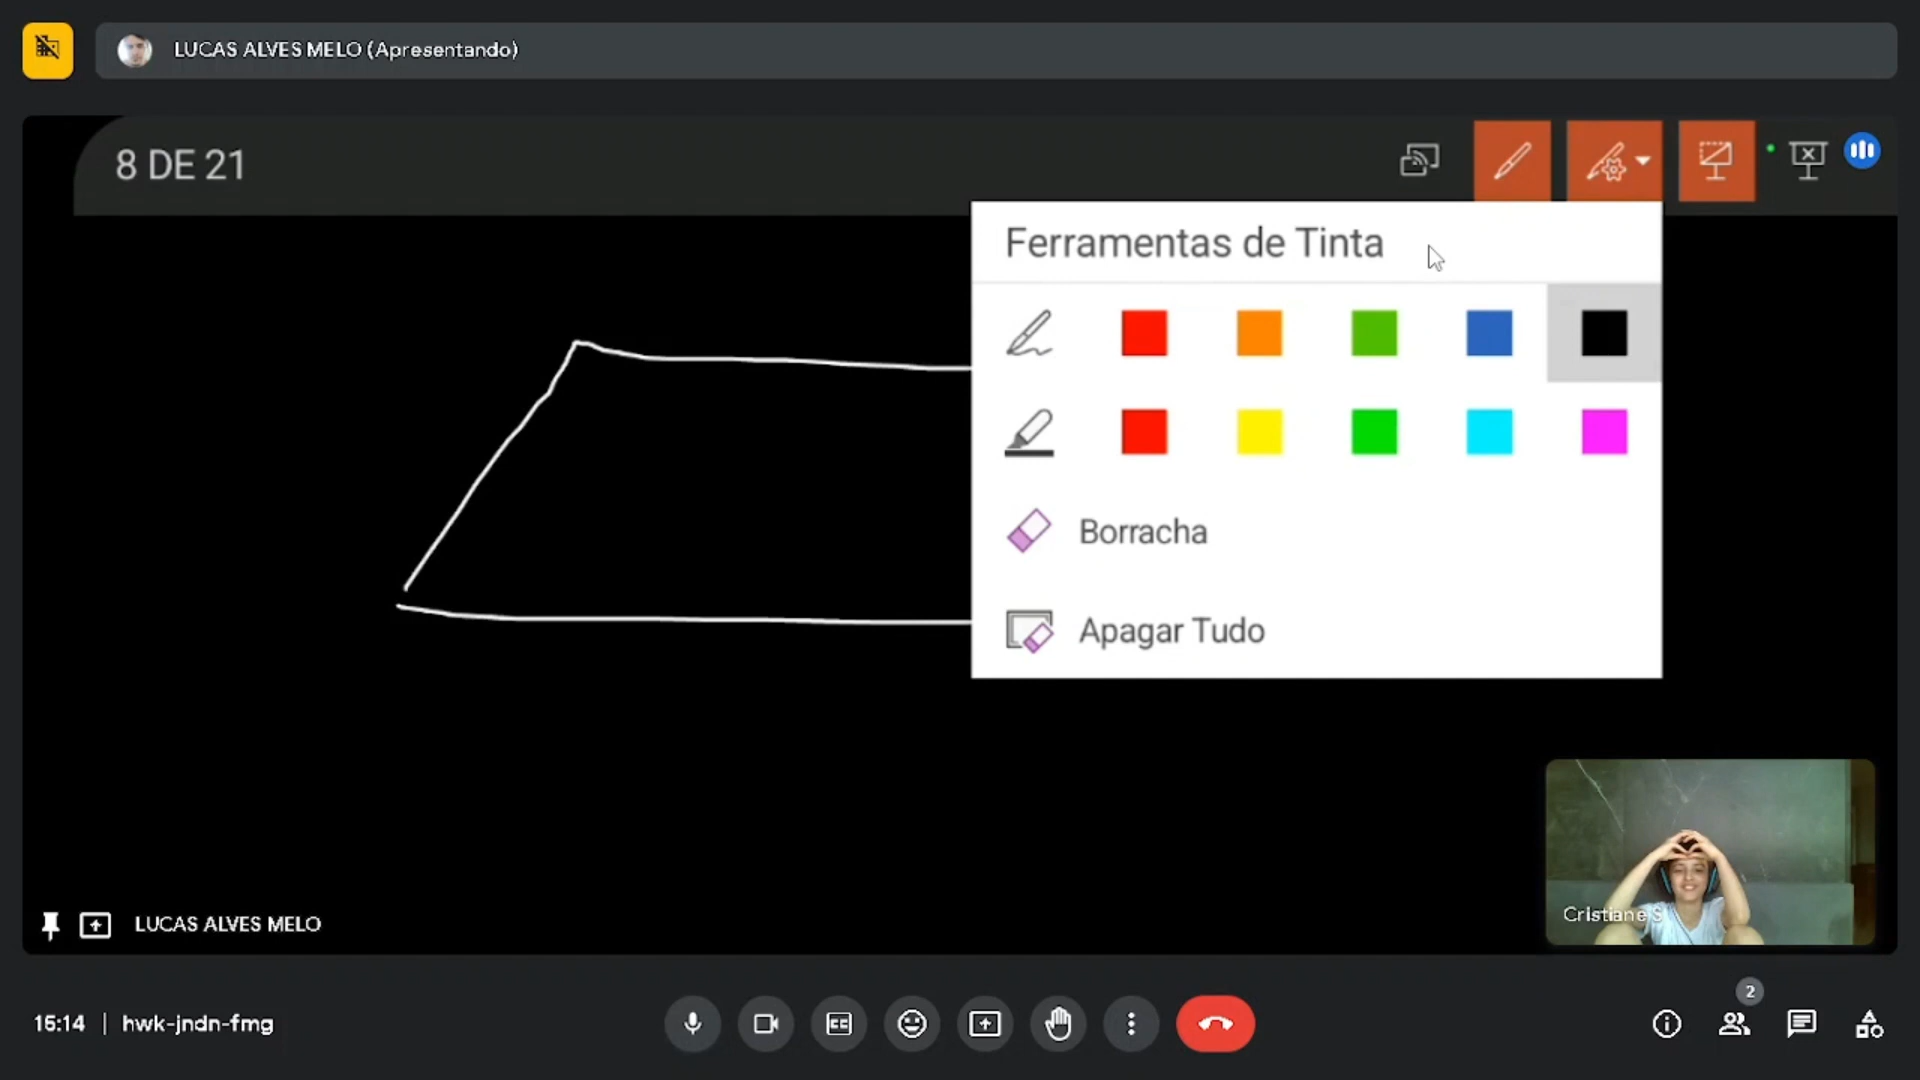 LUCAS ALVES MELO (Apresentando)
8 DE 21
Ferramentas de Tinta
Borracha
Apagar Tudo
LUCAS ALVES MELO
Cristiane S
15:14 | hwk-jndn-fmg
2